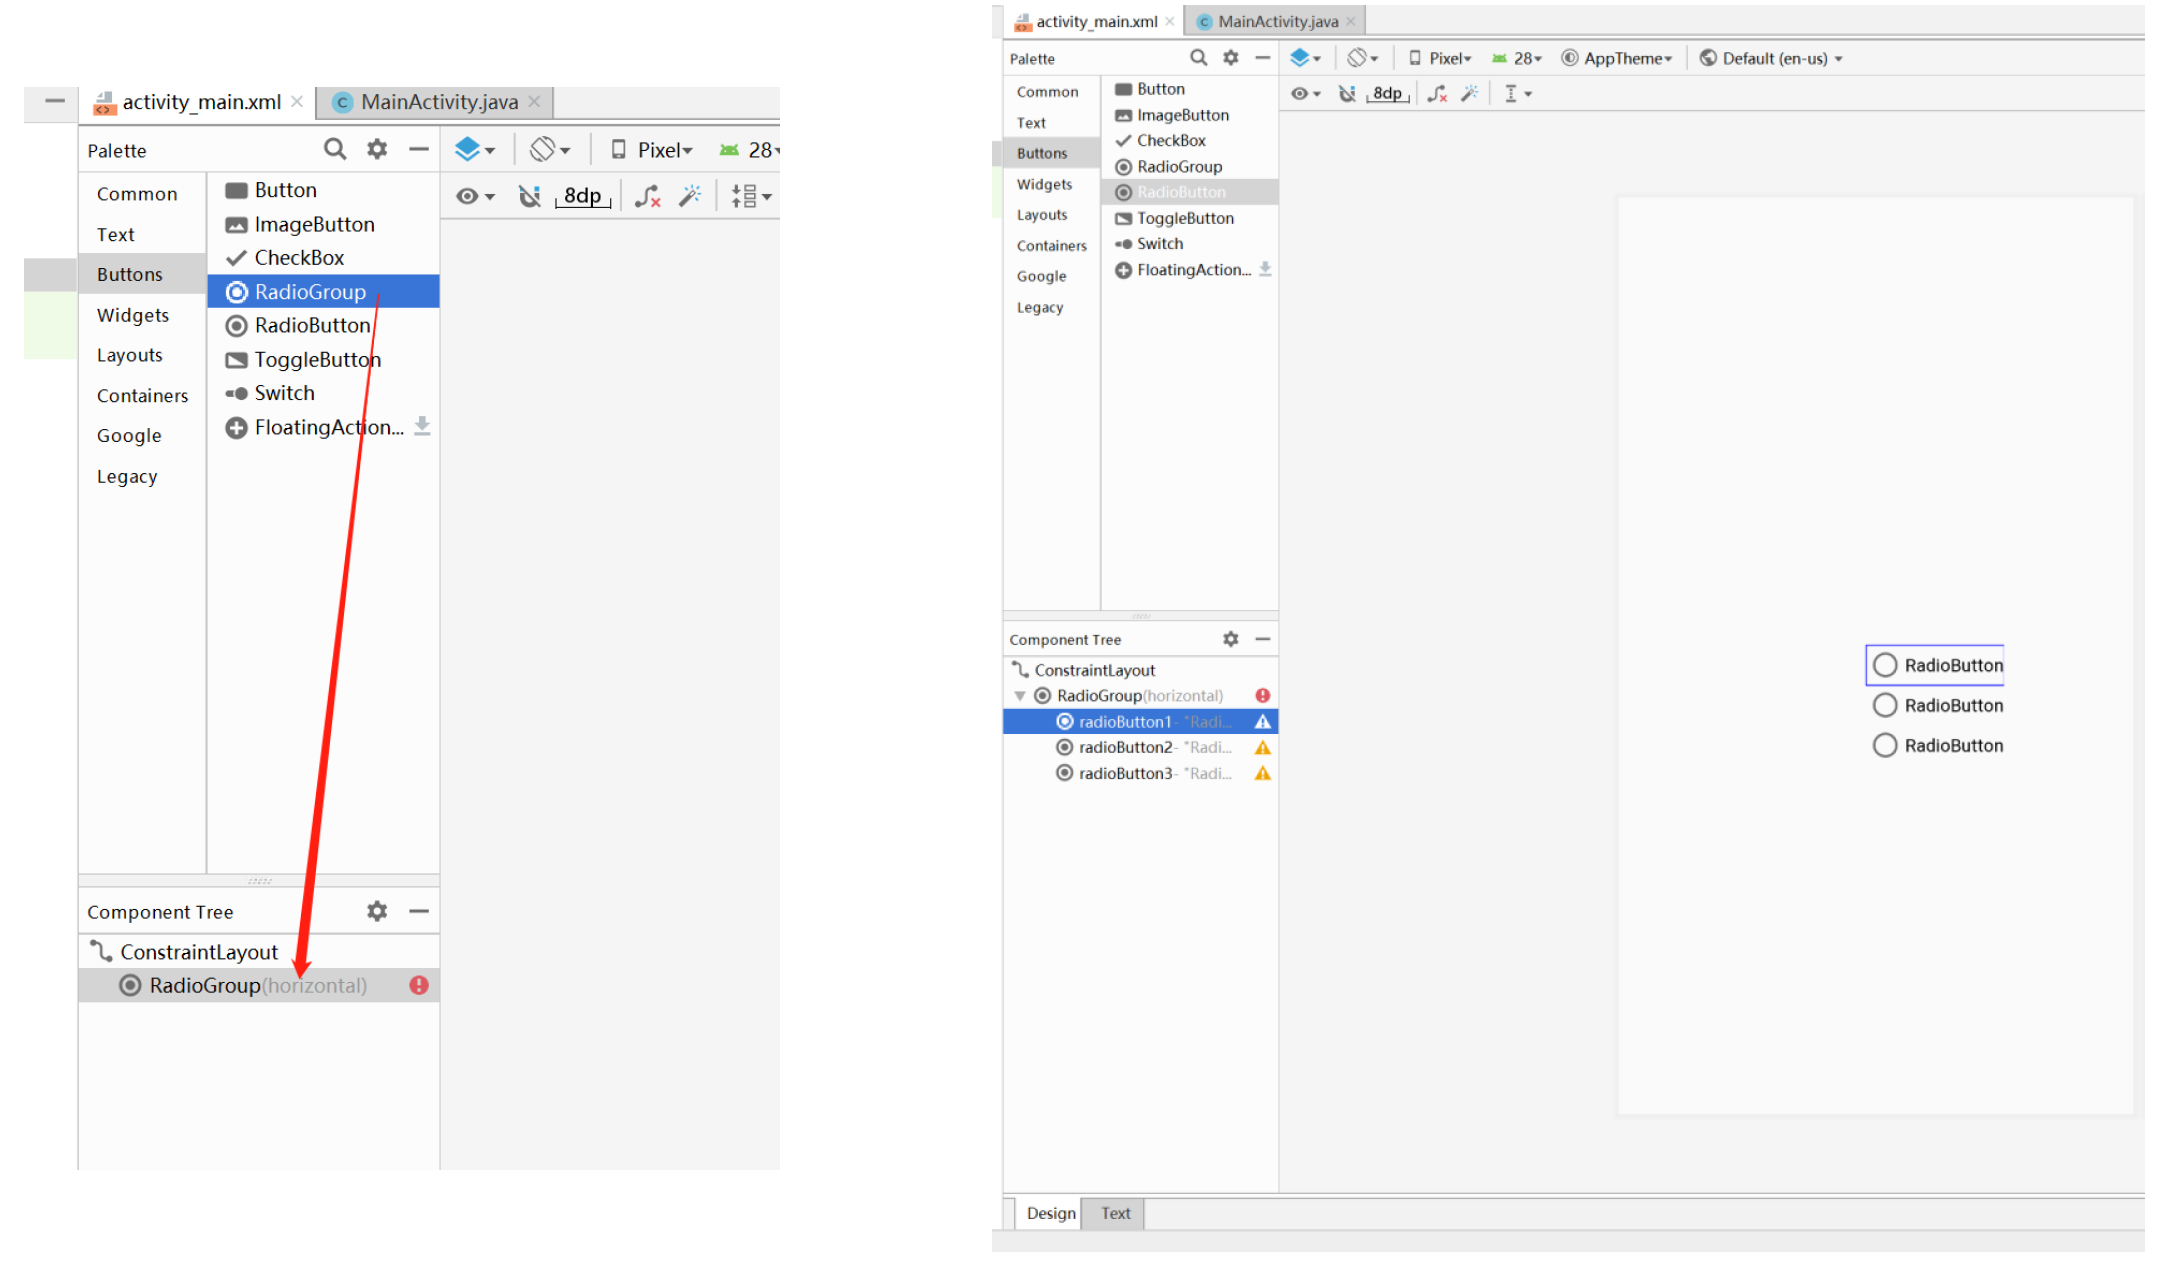 activity_main.xml
MainActivity.java
Palette
Pixel
28
8dp
Common
Text
Buttons
Widgets
Layouts
Containers
Google
Legacy
Button
ImageButton
CheckBox
RadioGroup
RadioButton
ToggleButton
Switch
FloatingAction...
Component Tree
ConstraintLayout
RadioGroup(horizontal)
activity_main.xml
MainActivity.java
Palette
Pixel
28
AppTheme
Default (en-us)
8dp
Common
Text
Buttons
Widgets
Layouts
Containers
Google
Legacy
Button
ImageButton
CheckBox
RadioGroup
RadioButton
ToggleButton
Switch
FloatingAction...
Component Tree
ConstraintLayout
RadioGroup(horizontal)
radioButton1- "Radi...
radioButton2- "Radi...
radioButton3- "Radi...
RadioButton
RadioButton
RadioButton
Design
Text